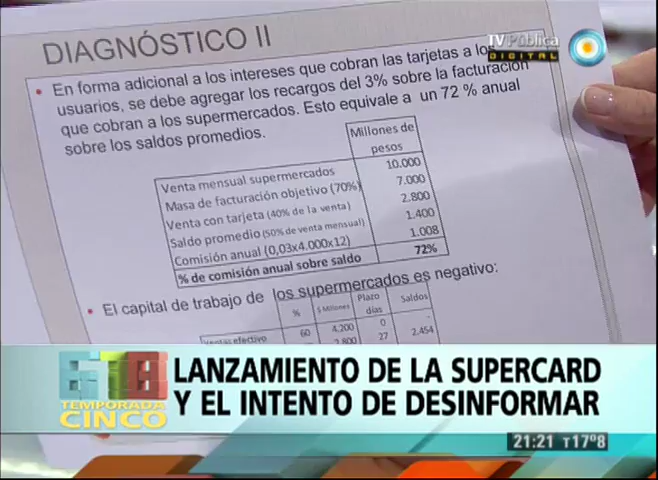 DIAGNÓSTICO II
TV Pública
DIGITAL
• En forma adicional a los intereses que cobran las tarjetas a los
usuarios, se debe agregar los recargos del 3% sobre la facturación
que cobran a los supermercados. Esto equivale a un 72 % anual
sobre los saldos promedios.
Millones de
pesos
Venta mensual supermercados 10.000
Masa de facturación objetivo (70%) 7.000
Venta con tarjeta (40% de la venta) 2.800
Saldo promedio (50% de venta mensual) 1.400
Comisión anual (0,03x4.000x12) 1.008
% de comisión anual sobre saldo 72%
• El capital de trabajo de los supermercados es negativo:
% $ Millones Plazo días Saldos
Ventas efectivo 60 4.200 0 -
2.800 27 2.454
678
TEMPORADA
CINCO
LANZAMIENTO DE LA SUPERCARD
Y EL INTENTO DE DESINFORMAR
21:21 T17º8